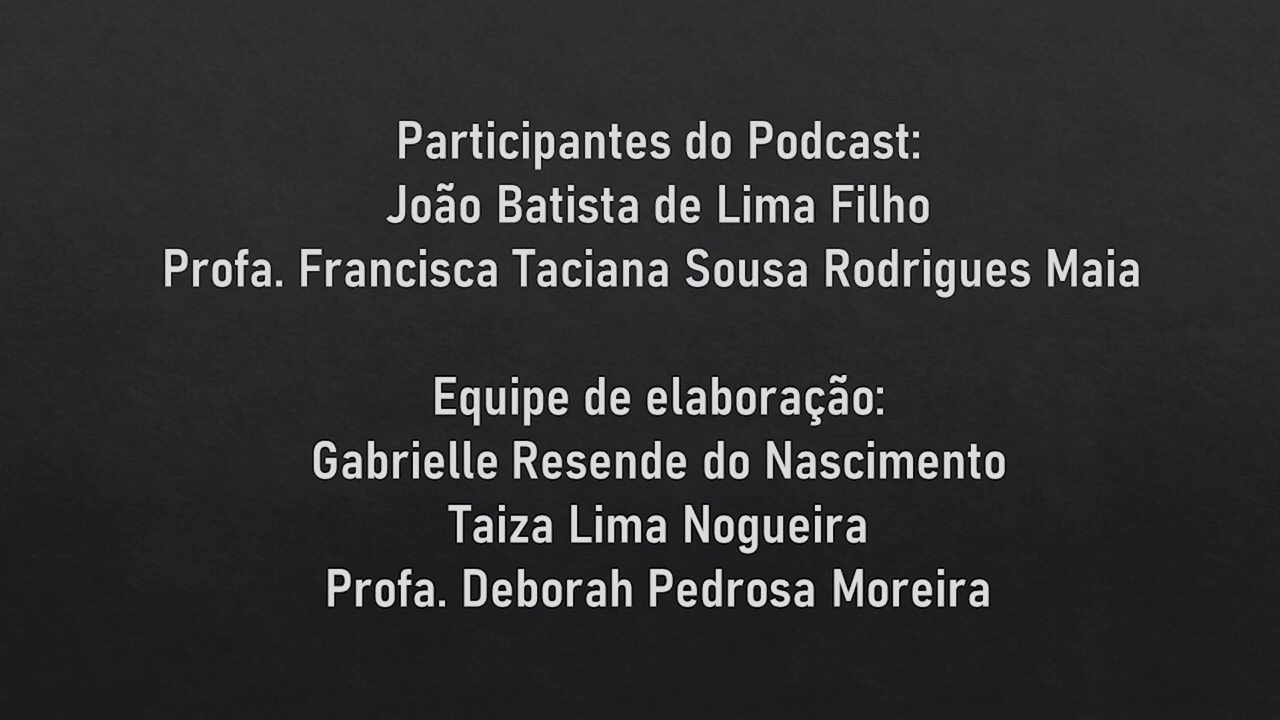 Participantes do Podcast:
João Batista de Lima Filho
Profa. Francisca Taciana Sousa Rodrigues Maia
Equipe de elaboração:
Gabrielle Resende do Nascimento
Taiza Lima Nogueira
Profa. Deborah Pedrosa Moreira